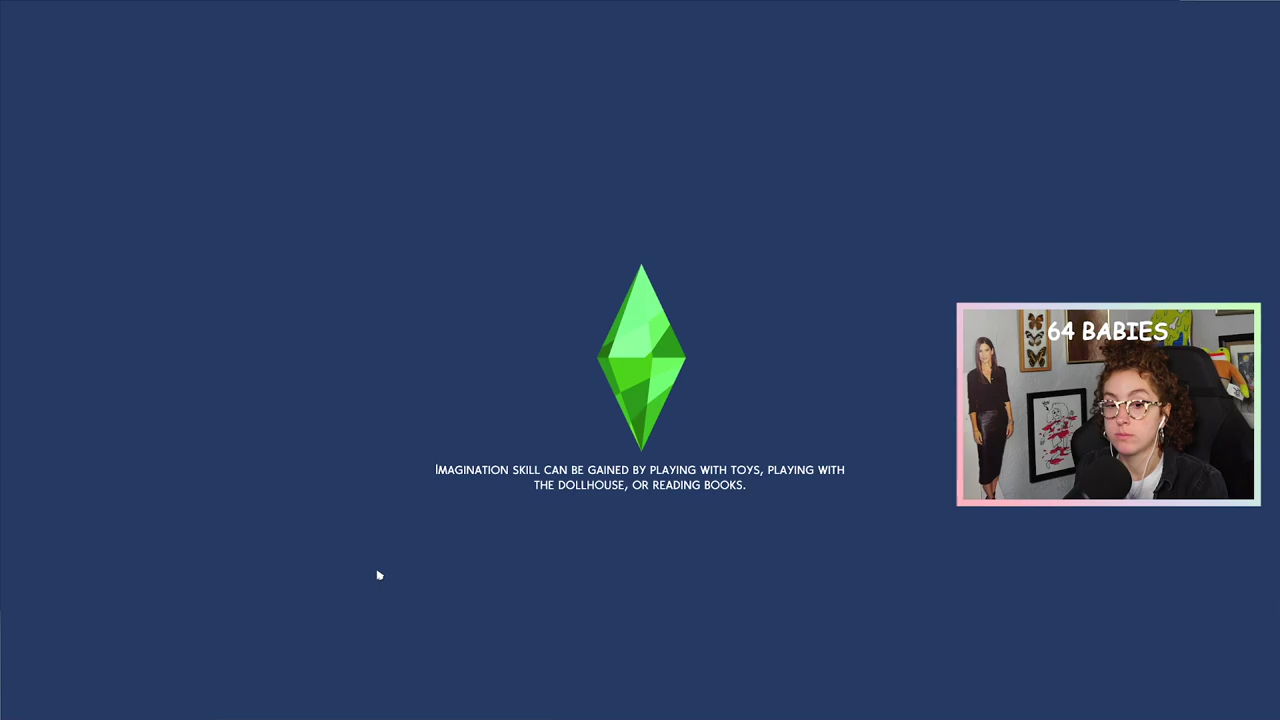 64 BABIES
IMAGINATION SKILL CAN BE GAINED BY PLAYING WITH TOYS, PLAYING WITH
THE DOLLHOUSE, OR READING BOOKS.